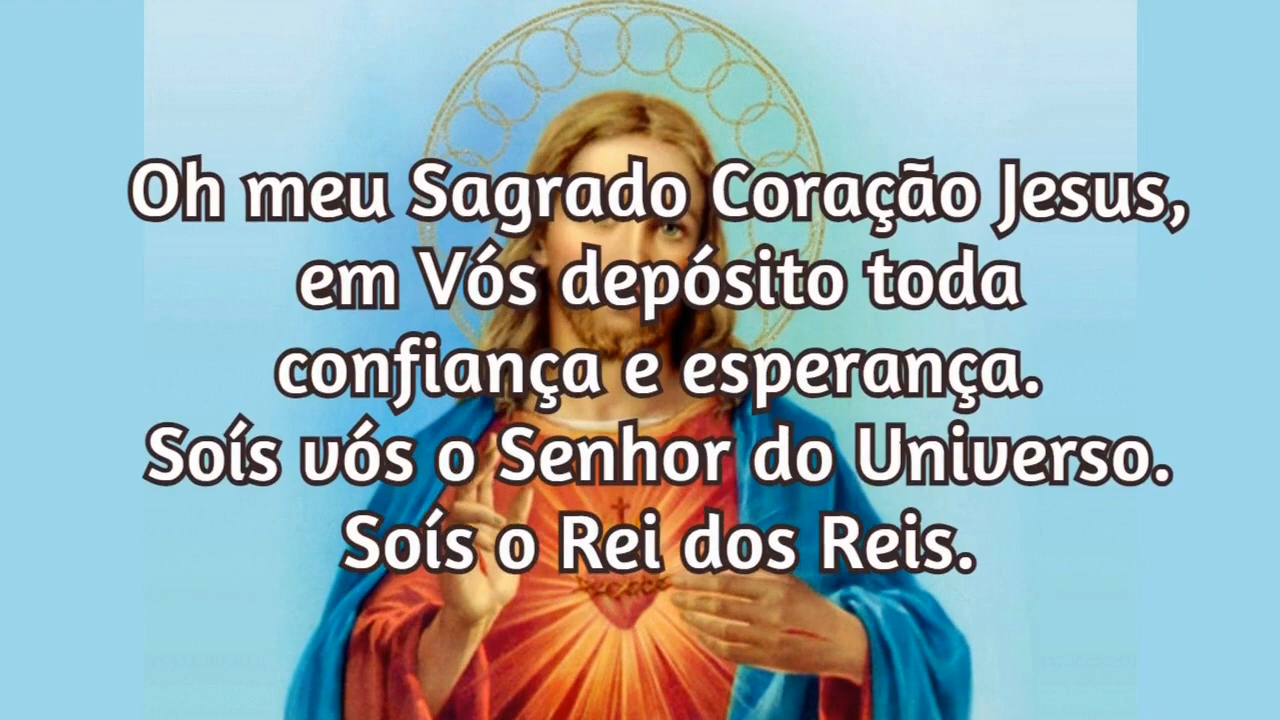 Oh meu Sagrado Coração Jesus,
em Vós depósito toda
confiança e esperança.
Soís vós o Senhor do Universo.
Soís o Rei dos Reis.